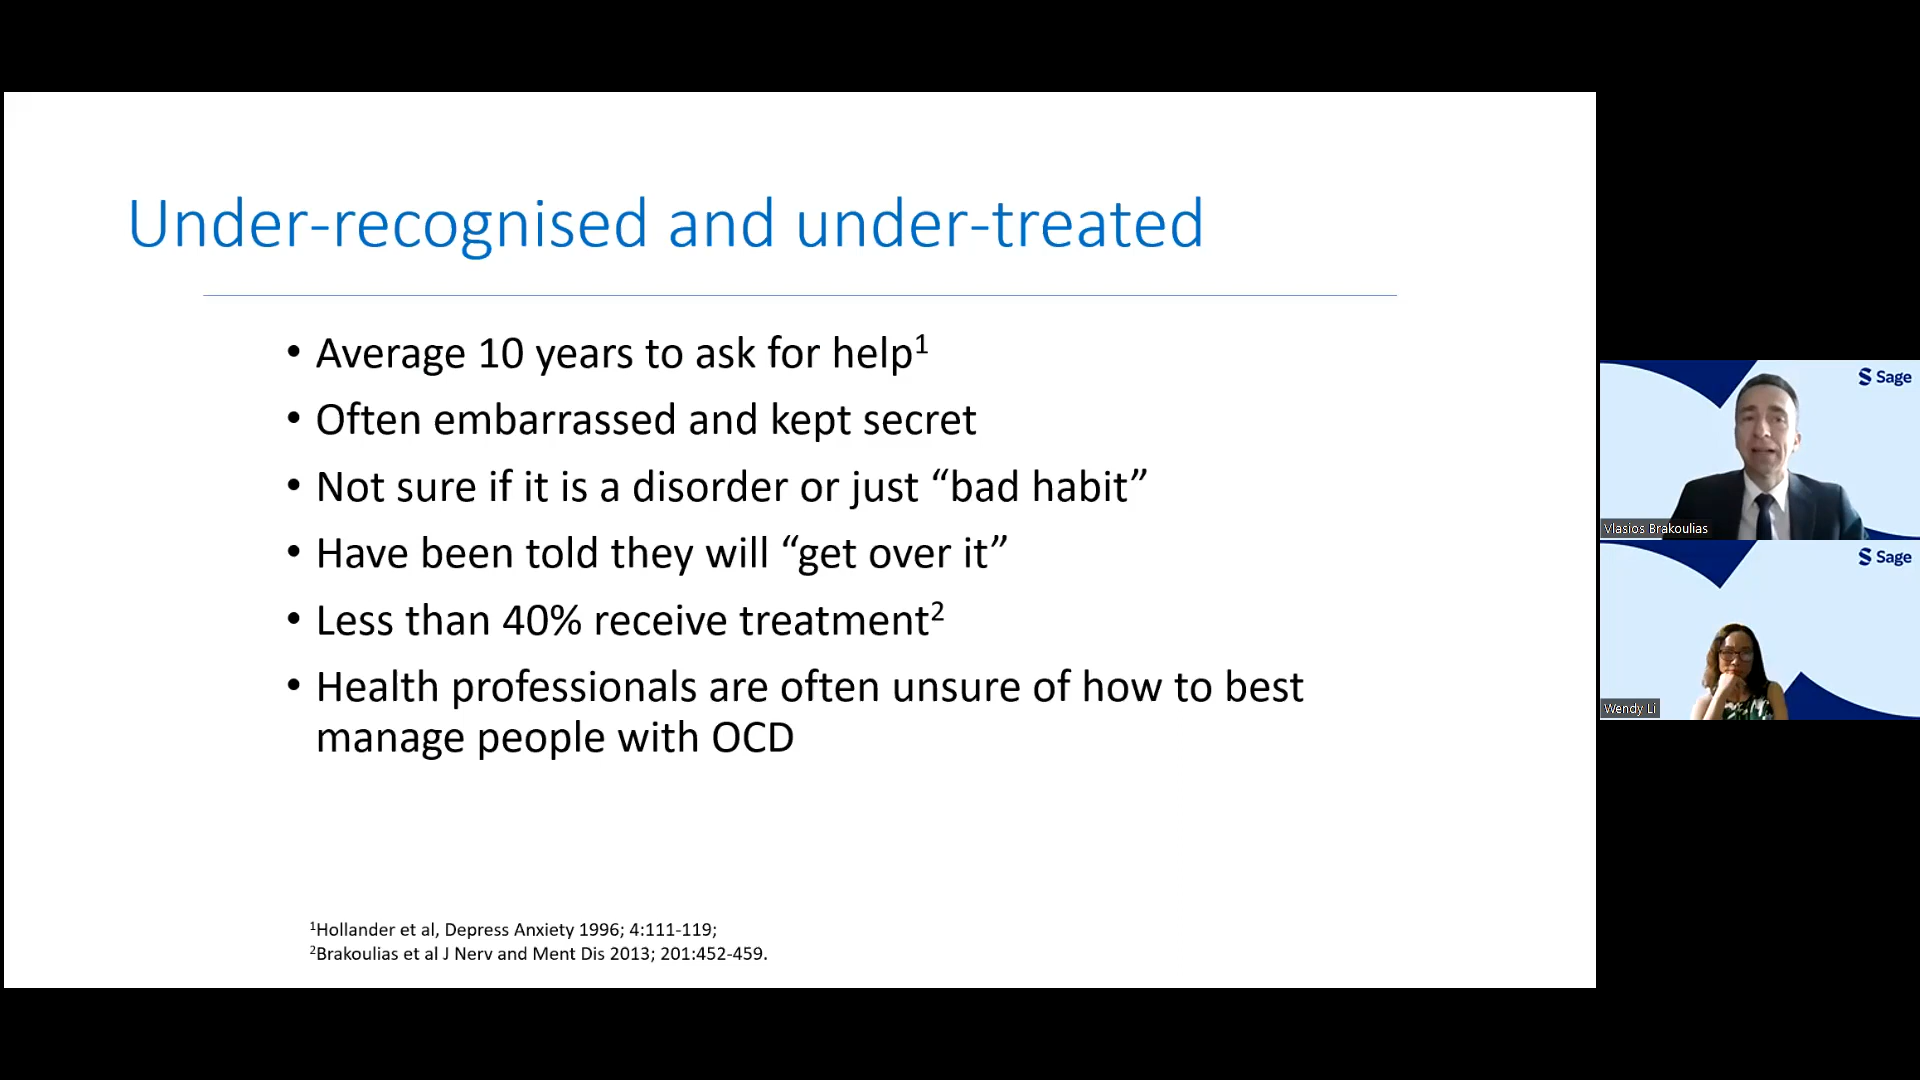 Under-recognised and under-treated
• Average 10 years to ask for help¹
• Often embarrassed and kept secret
• Not sure if it is a disorder or just “bad habit”
• Have been told they will “get over it”
• Less than 40% receive treatment²
• Health professionals are often unsure of how to best
manage people with OCD
¹Hollander et al, Depress Anxiety 1996; 4:111-119;
²Brakoulias et al J Nerv and Ment Dis 2013; 201:452-459.
Sage
Vlasios Brakoulias
Sage
Wendy Li